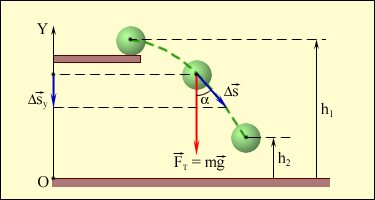 Y
h₁
Δs⃗
α
Δs⃗ᵧ
F⃗ₜ = mg⃗
h₂
O